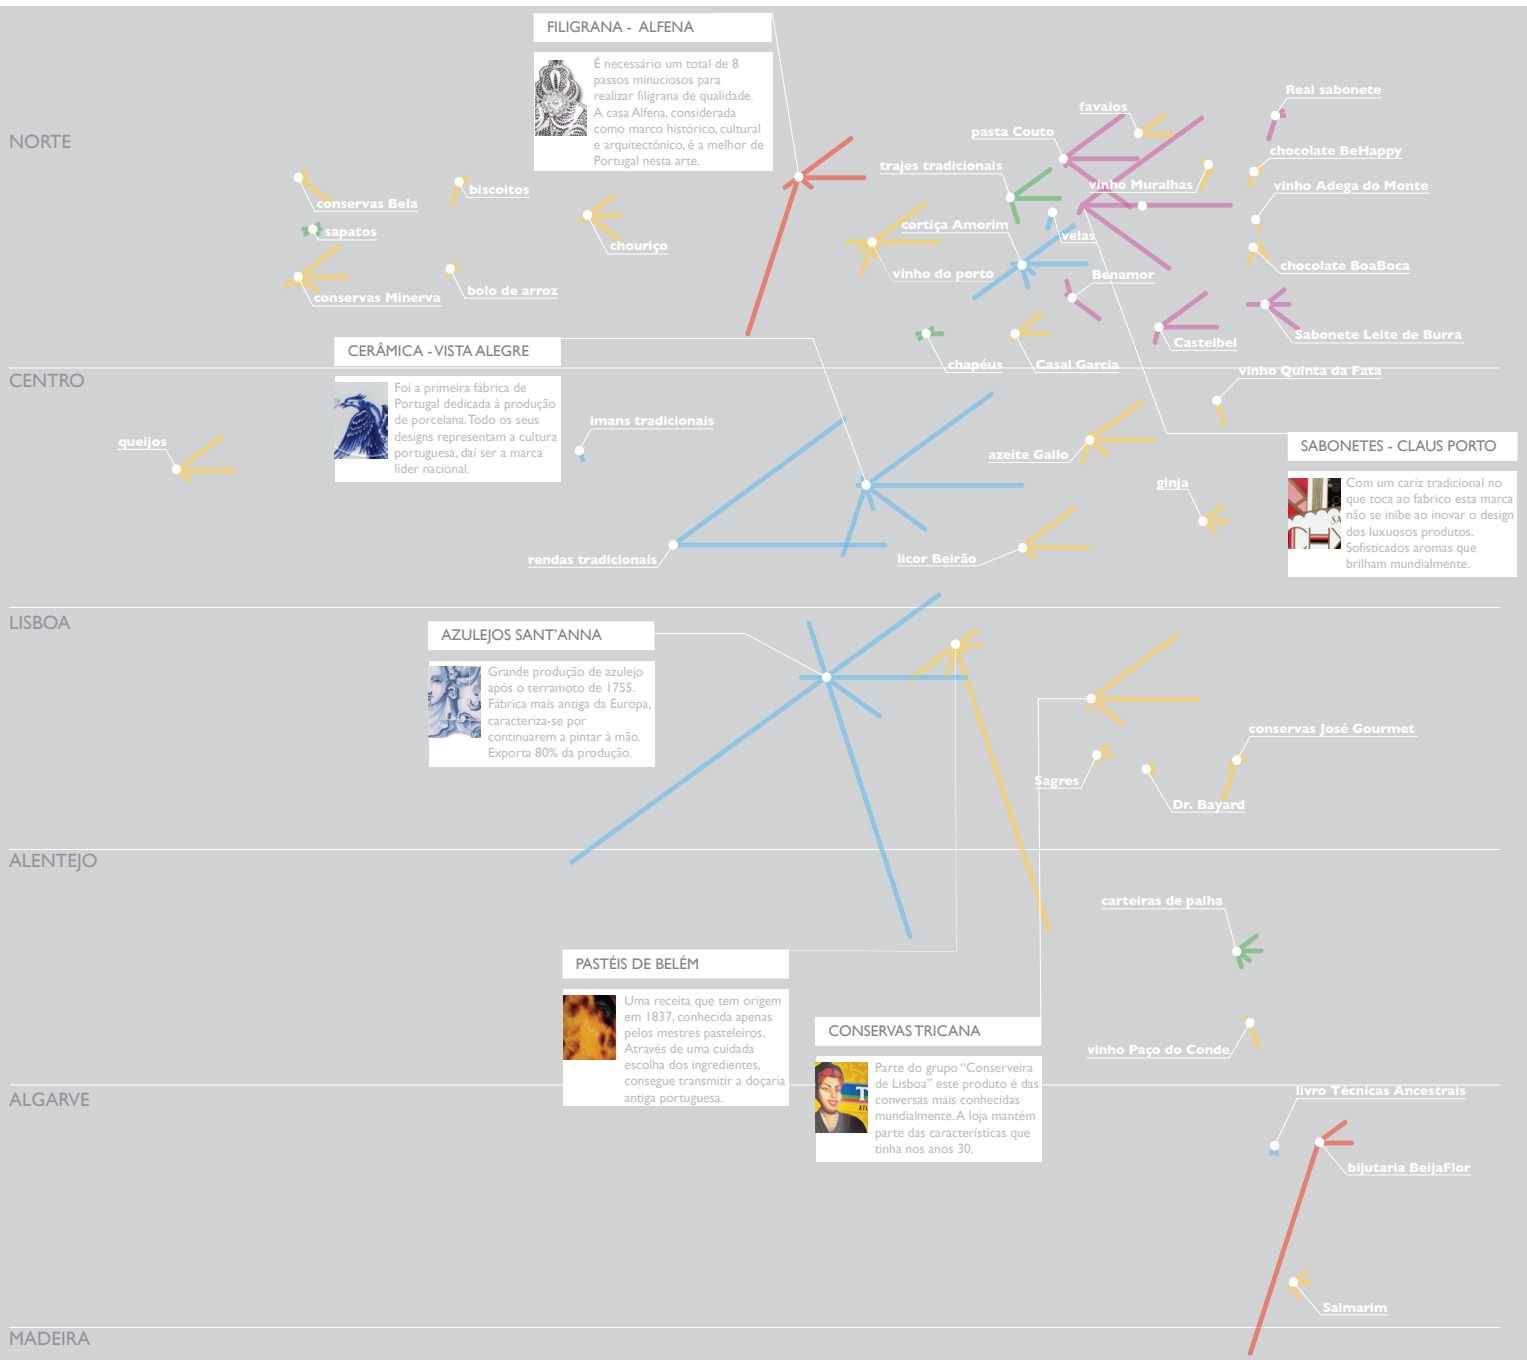 FILIGRANA - ALFENA
É necessário um total de 8
passos minuciosos para
realizar filigrana de qualidade.
A casa Alfena, considerada
como marco histórico, cultural
e arquitectónico, é a melhor de
Portugal nesta arte.
NORTE
Real sabonete
favaios
pasta Couto
chocolate BeHappy
trajes tradicionais
vinho Muralhas
vinho Adega do Monte
biscoitos
conservas Bela
sapatos
cortiça Amorim
velas
chouriço
vinho do porto
Benamor
chocolate BoaBoca
bolo de arroz
conservas Minerva
Sabonete Leite de Burra
Castelbel
chapéus
Casal Garcia
CERÂMICA - VISTA ALEGRE
Foi a primeira fábrica de
Portugal dedicada à produção
de porcelana. Todo os seus
designs representam a cultura
portuguesa, daí ser a marca
líder nacional.
CENTRO
vinho Quinta da Fata
queijos
imans tradicionais
azeite Gallo
ginja
rendas tradicionais
licor Beirão
SABONETES - CLAUS PORTO
Com um cariz tradicional no
que toca ao fabrico esta marca
não se inibe ao inovar o design
dos luxuosos produtos.
Sofisticados aromas que
brilham mundialmente.
LISBOA
AZULEJOS SANT'ANNA
Grande produção de azulejo
após o terramoto de 1755.
Fábrica mais antiga da Europa,
caracteriza-se por
continuarem a pintar à mão.
Exporta 80% da produção.
conservas José Gourmet
Sagres
Dr. Bayard
ALENTEJO
carteiras de palha
PASTÉIS DE BELÉM
Uma receita que tem origem
em 1837, conhecida apenas
pelos mestres pasteleiros.
Através de uma cuidada
escolha dos ingredientes,
consegue transmitir a doçaria
antiga portuguesa.
CONSERVAS TRICANA
Parte do grupo “Conserveira
de Lisboa” este produto é das
conversas mais conhecidas
mundialmente. A loja mantém
parte das características que
tinha nos anos 30.
vinho Paço do Conde
ALGARVE
livro Técnicas Ancestrais
bijutaria BeijaFlor
Salmarim
MADEIRA